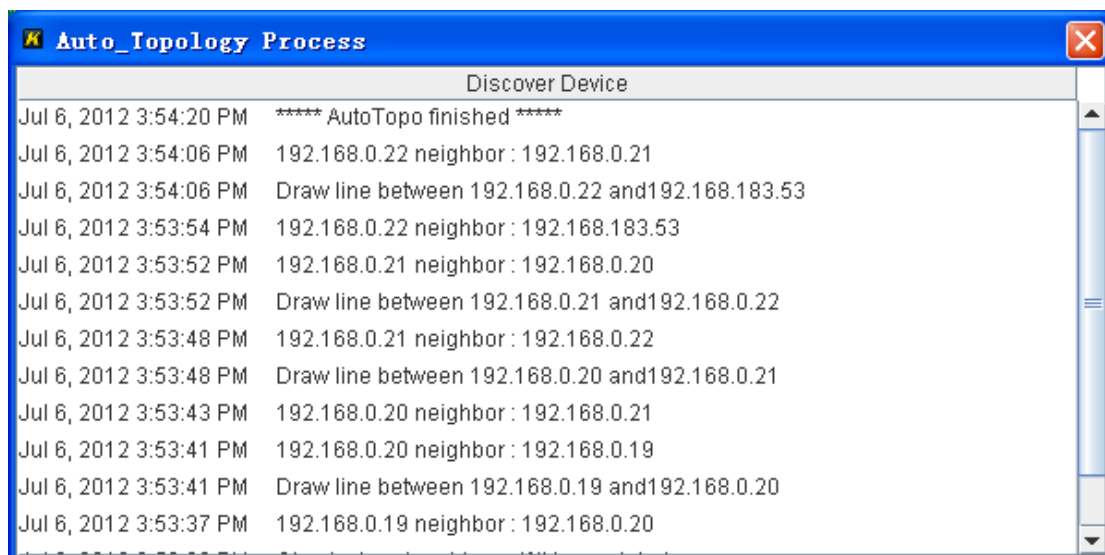 Auto_Topology Process
Discover Device
Jul 6, 2012 3:54:20 PM ***** AutoTopo finished *****
Jul 6, 2012 3:54:06 PM 192.168.0.22 neighbor : 192.168.0.21
Jul 6, 2012 3:54:06 PM Draw line between 192.168.0.22 and192.168.183.53
Jul 6, 2012 3:53:54 PM 192.168.0.22 neighbor : 192.168.183.53
Jul 6, 2012 3:53:52 PM 192.168.0.21 neighbor : 192.168.0.20
Jul 6, 2012 3:53:52 PM Draw line between 192.168.0.21 and192.168.0.22
Jul 6, 2012 3:53:48 PM 192.168.0.21 neighbor : 192.168.0.22
Jul 6, 2012 3:53:48 PM Draw line between 192.168.0.20 and192.168.0.21
Jul 6, 2012 3:53:43 PM 192.168.0.20 neighbor : 192.168.0.21
Jul 6, 2012 3:53:41 PM 192.168.0.20 neighbor : 192.168.0.19
Jul 6, 2012 3:53:41 PM Draw line between 192.168.0.19 and192.168.0.20
Jul 6, 2012 3:53:37 PM 192.168.0.19 neighbor : 192.168.0.20